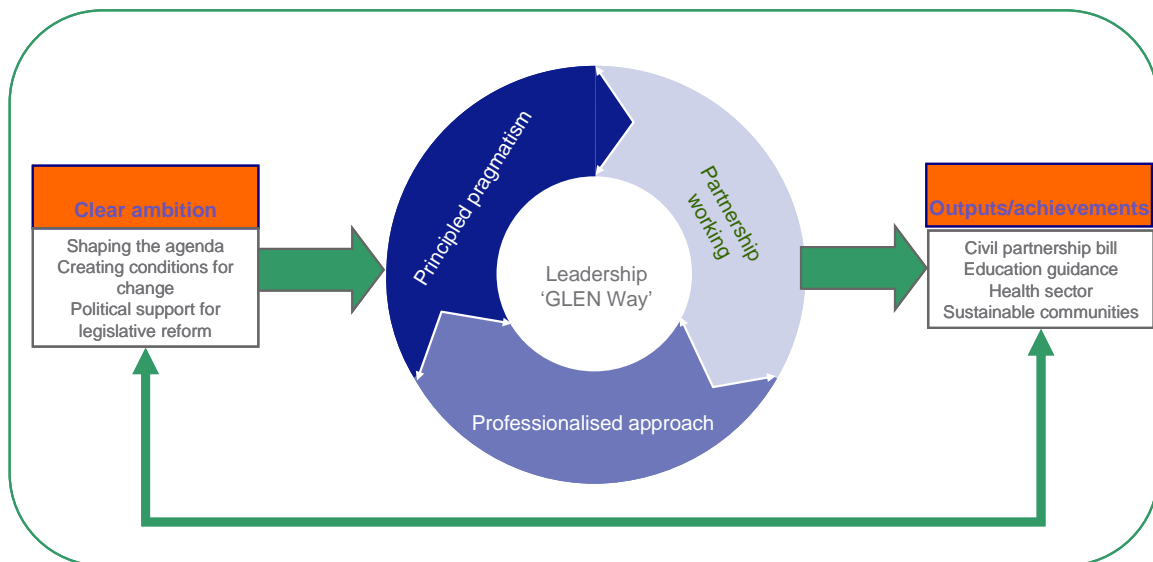 Clear ambition
Shaping the agenda
Creating conditions for
change
Political support for
legislative reform
Principled pragmatism
Partnership
working
Leadership
‘GLEN Way’
Professionalised approach
Outputs/achievements
Civil partnership bill
Education guidance
Health sector
Sustainable communities